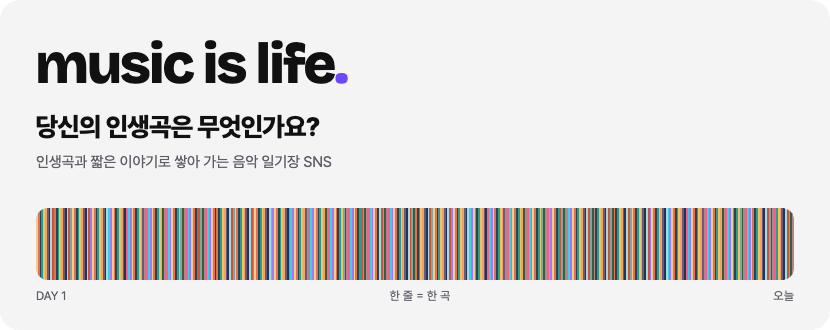 music is life.
당신의 인생곡은 무엇인가요?
인생곡과 짧은 이야기로 쌓아 가는 음악 일기장 SNS
DAY 1
한 줄 = 한 곡
오늘